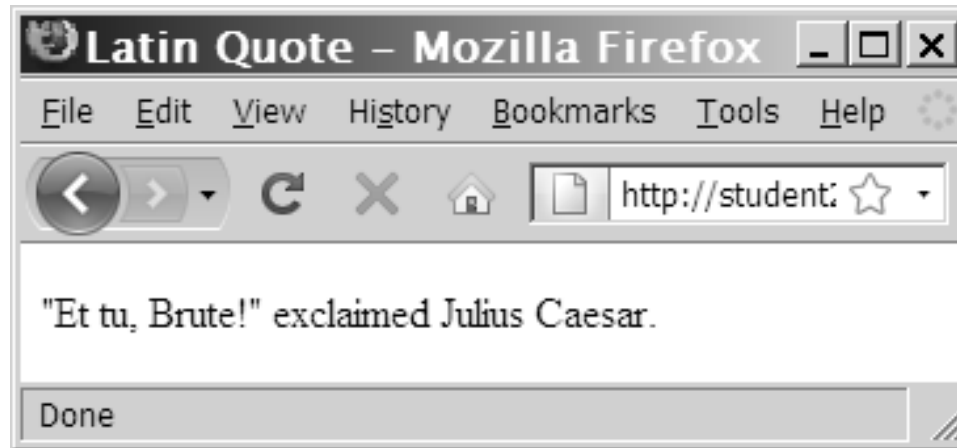 Latin Quote – Mozilla Firefox
File Edit View History Bookmarks Tools Help
http://student
"Et tu, Brute!" exclaimed Julius Caesar.
Done